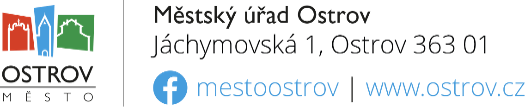 OSTROV
MĚSTO
Městský úřad Ostrov
Jáchymovská 1, Ostrov 363 01
mestoostrov | www.ostrov.cz